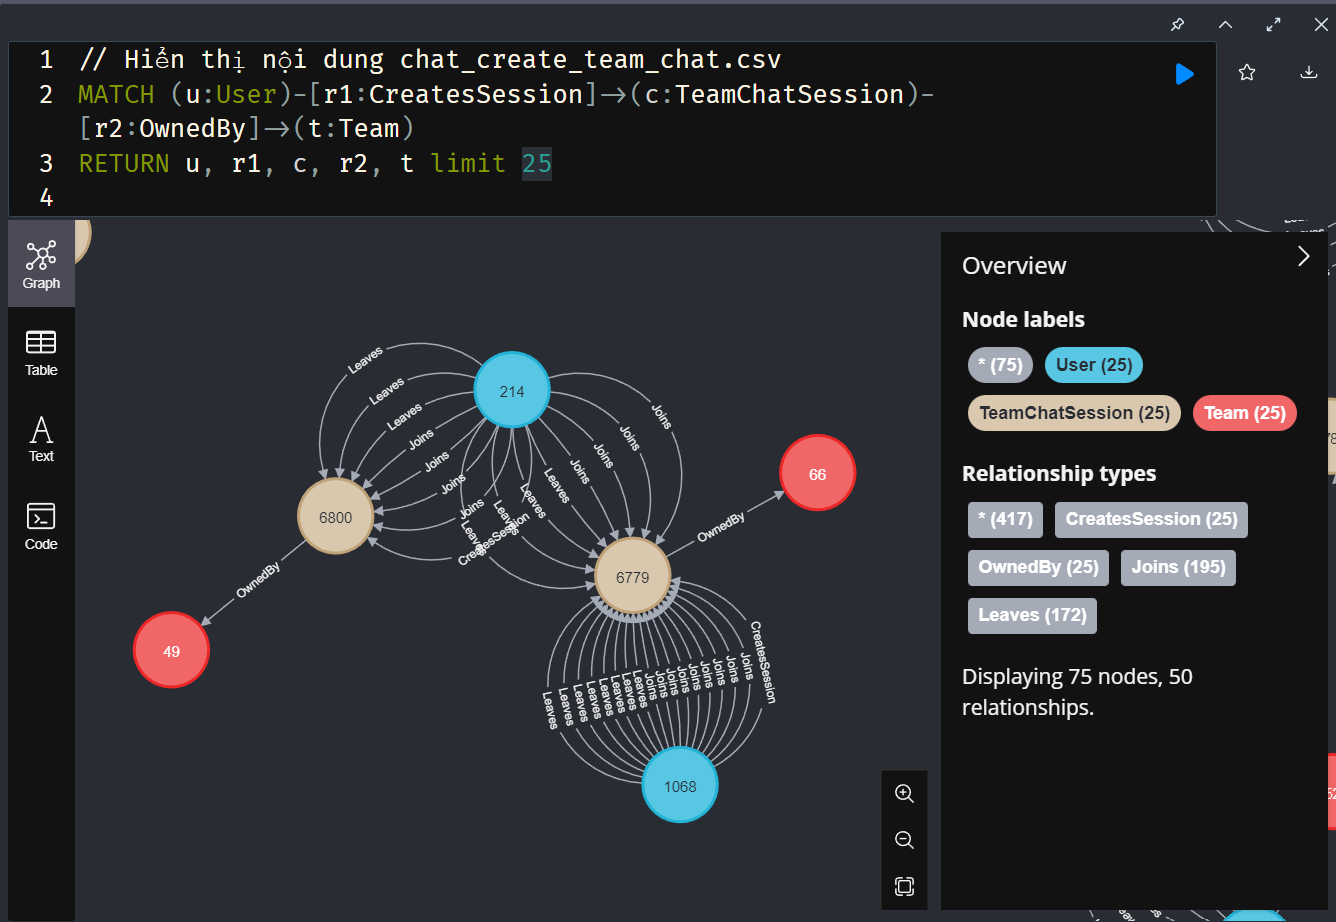 1 // Hiển thị nội dung chat_create_team_chat.csv
2 MATCH (u:User)-[r1:CreatesSession]->(c:TeamChatSession)-
[r2:OwnedBy]->(t:Team)
3 RETURN u, r1, c, r2, t limit 25
4
Graph
Table
Text
Code
Leaves
Leaves
Leaves
Joins
Joins
Joins
Joins
CreatesSession
214
Leaves
Leaves
Leaves
Leaves
Joins
Joins
Joins
Joins
6800
6779
OwnedBy
66
OwnedBy
49
Leaves
Leaves
Leaves
Leaves
Leaves
Leaves
Leaves
Leaves
Joins
Joins
Joins
Joins
Joins
Joins
Joins
Joins
CreatesSession
1068
Overview
Node labels
* (75)
User (25)
TeamChatSession (25)
Team (25)
Relationship types
* (417)
CreatesSession (25)
OwnedBy (25)
Joins (195)
Leaves (172)
Displaying 75 nodes, 50
relationships.